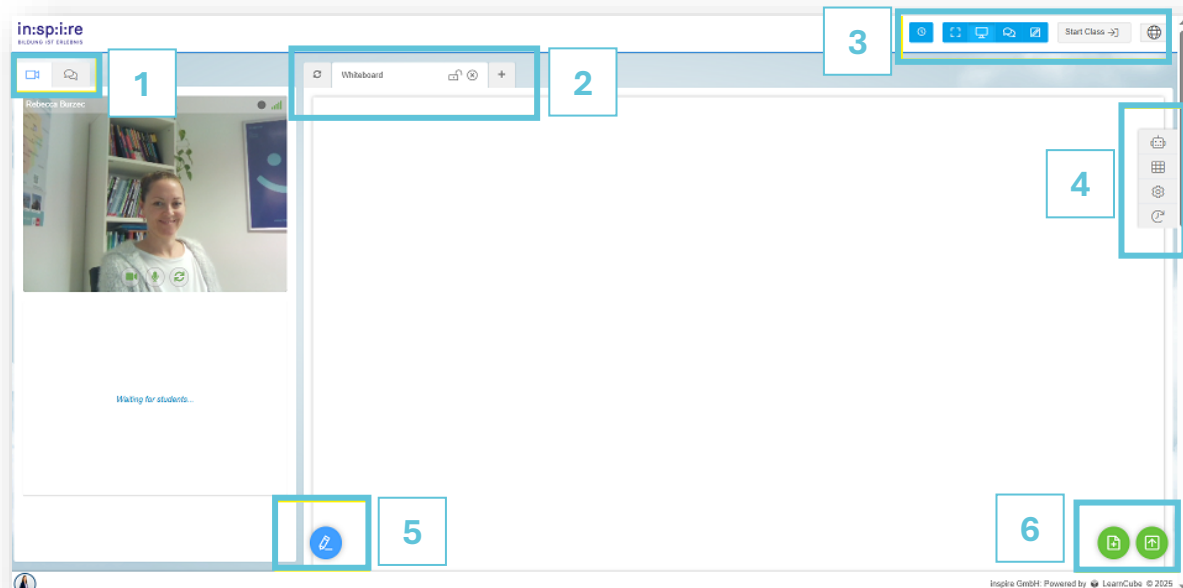 in:sp:i:re
BILDUNG IST ERLEBNIS
1
2
3
Start Class
Whiteboard
+
Rebecca Burzec
4
Waiting for students...
5
6
inspire GmbH: Powered by LearnCube © 2025